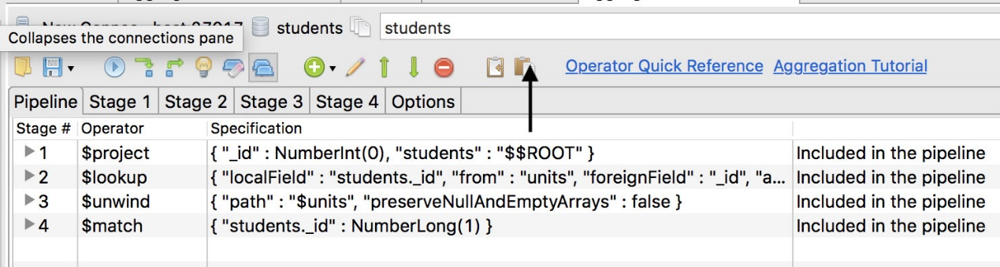 students students
Collapses the connections pane
Operator Quick Reference Aggregation Tutorial
Pipeline Stage 1 Stage 2 Stage 3 Stage 4 Options
Stage # Operator Specification
1 $project { "_id" : NumberInt(0), "students" : "$$ROOT" } Included in the pipeline
2 $lookup { "localField" : "students._id", "from" : "units", "foreignField" : "_id", "a... Included in the pipeline
3 $unwind { "path" : "$units", "preserveNullAndEmptyArrays" : false } Included in the pipeline
4 $match { "students._id" : NumberLong(1) } Included in the pipeline